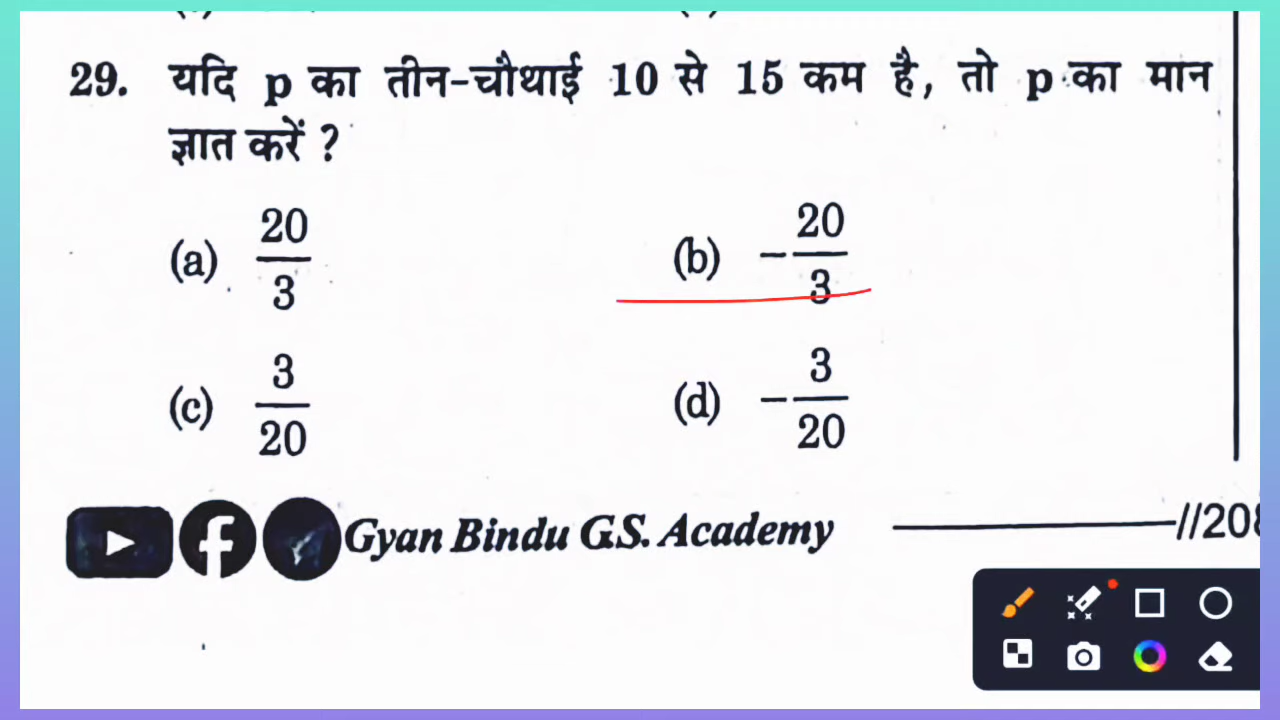 29. यदि p का तीन-चौथाई 10 से 15 कम है, तो p का मान
ज्ञात करें ?
(a) 20/3 (b) -20/3
(c) 3/20 (d) -3/20
Gyan Bindu G.S. Academy //208